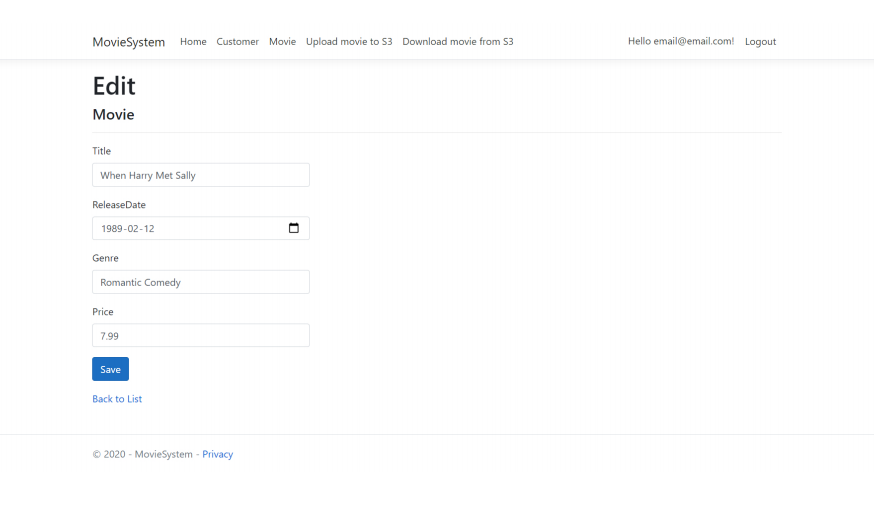 MovieSystem Home Customer Movie Upload movie to S3 Download movie from S3 Hello email@email.com! Logout
Edit
Movie
Title
When Harry Met Sally
ReleaseDate
1989-02-12
Genre
Romantic Comedy
Price
7.99
Save
Back to List
© 2020 - MovieSystem - Privacy